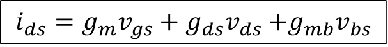 i_ds = g_m v_gs + g_ds v_ds + g_mb v_bs